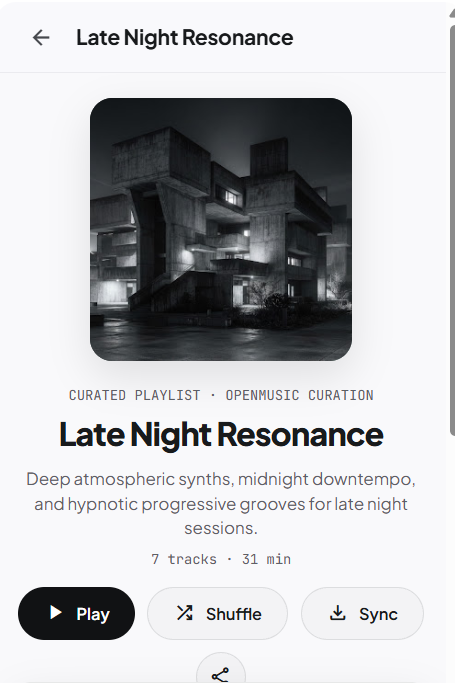 Late Night Resonance
CURATED PLAYLIST · OPENMUSIC CURATION
Late Night Resonance
Deep atmospheric synths, midnight downtempo,
and hypnotic progressive grooves for late night
sessions.
7 tracks · 31 min
Play
Shuffle
Sync